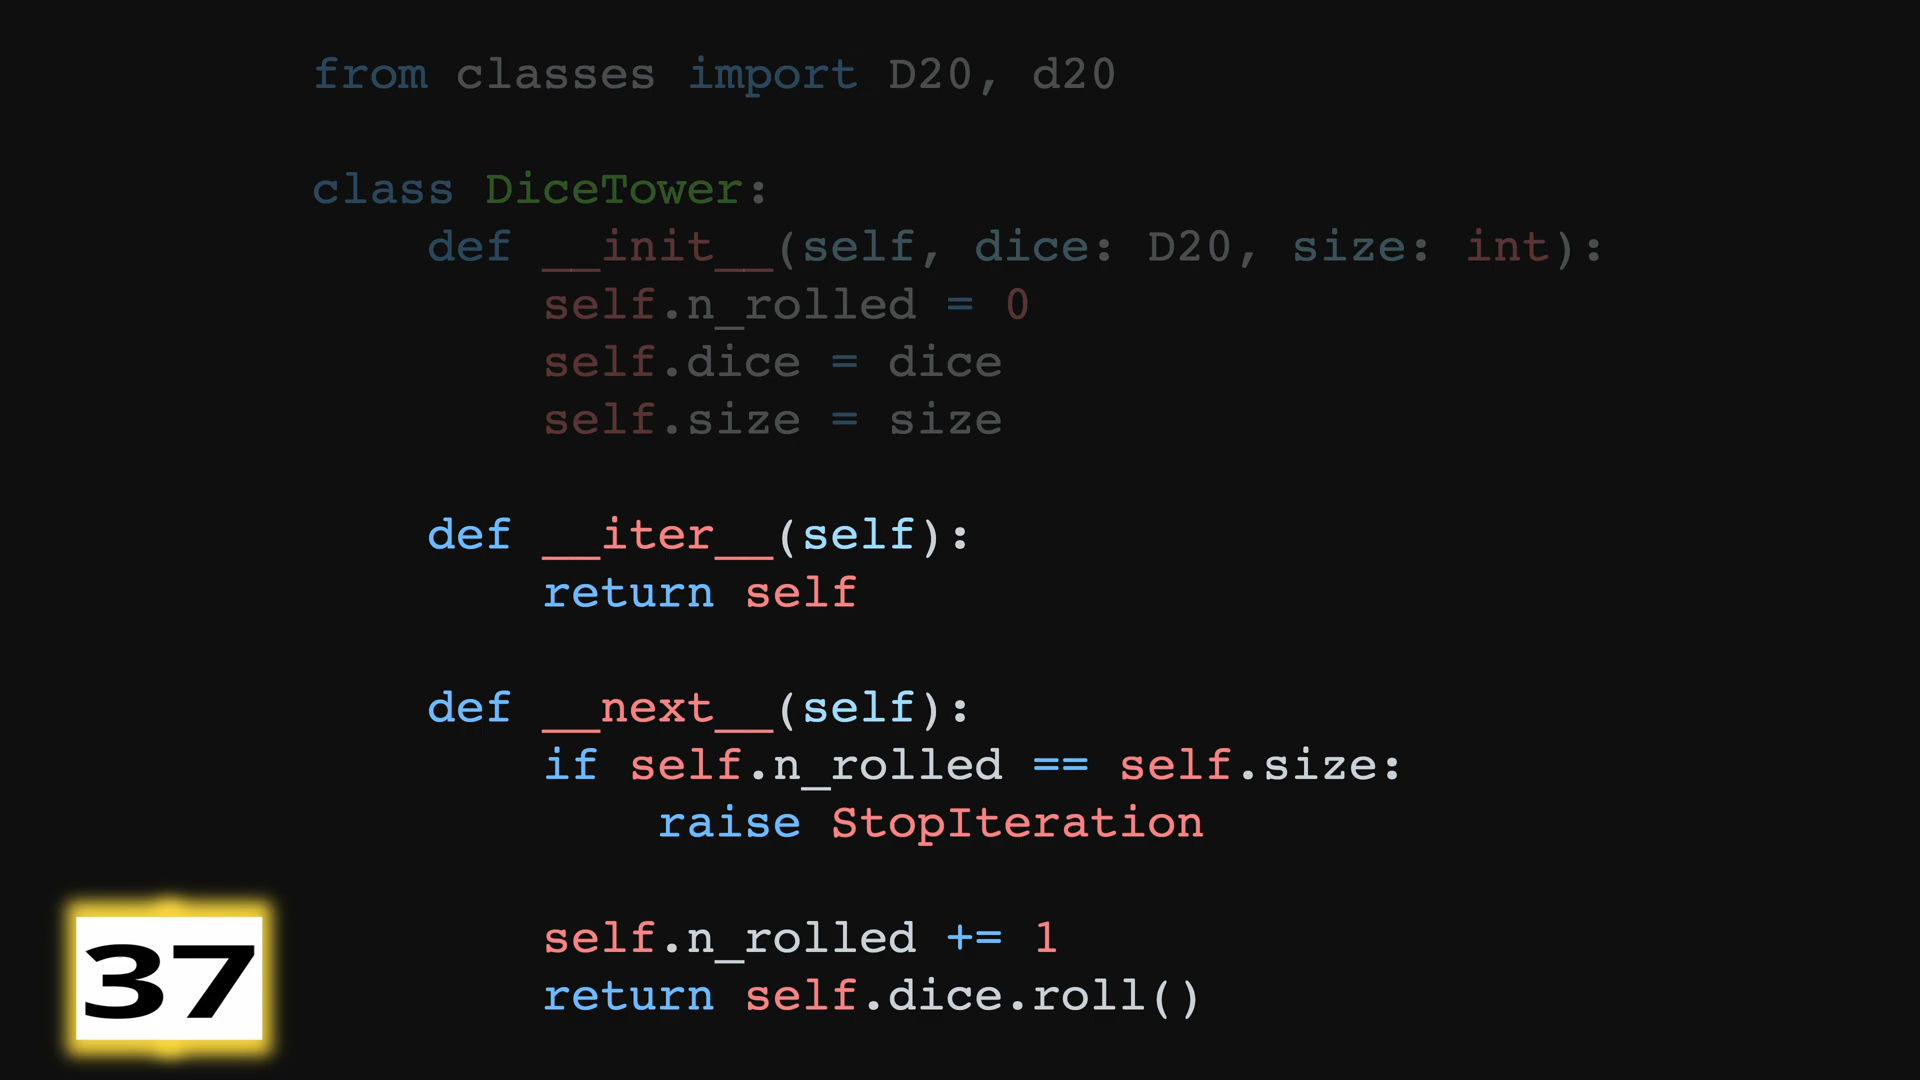 from classes import D20, d20
class DiceTower:
def __init__(self, dice: D20, size: int):
self.n_rolled = 0
self.dice = dice
self.size = size
def __iter__(self):
return self
def __next__(self):
if self.n_rolled == self.size:
raise StopIteration
self.n_rolled += 1
return self.dice.roll()
37